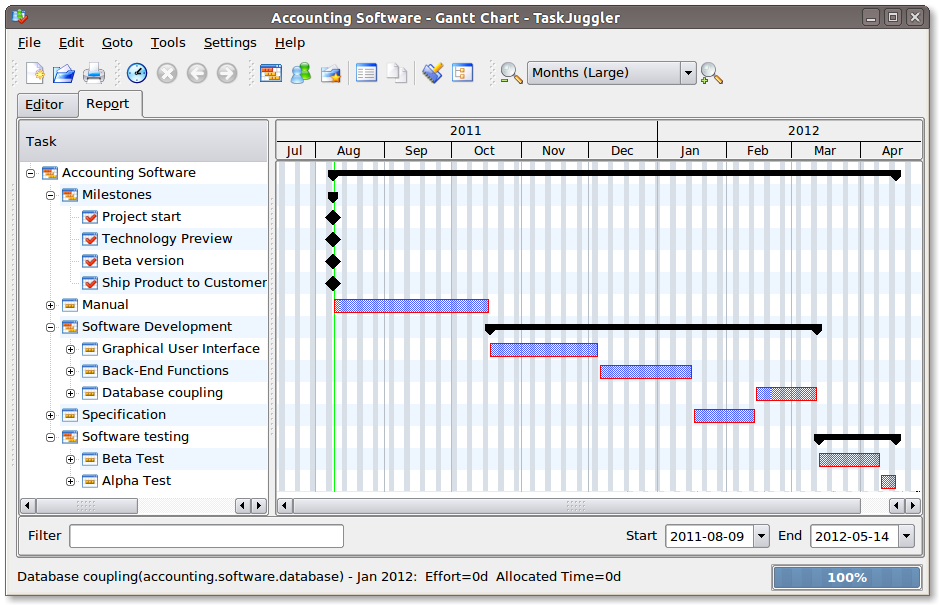 Accounting Software - Gantt Chart - TaskJuggler
File Edit Goto Tools Settings Help
Months (Large)
Editor Report
Task
2011 2012
Jul Aug Sep Oct Nov Dec Jan Feb Mar Apr
Accounting Software
Milestones
Project start
Technology Preview
Beta version
Ship Product to Customer
Manual
Software Development
Graphical User Interface
Back-End Functions
Database coupling
Specification
Software testing
Beta Test
Alpha Test
Filter Start 2011-08-09 End 2012-05-14
Database coupling(accounting.software.database) - Jan 2012: Effort=0d Allocated Time=0d 100%